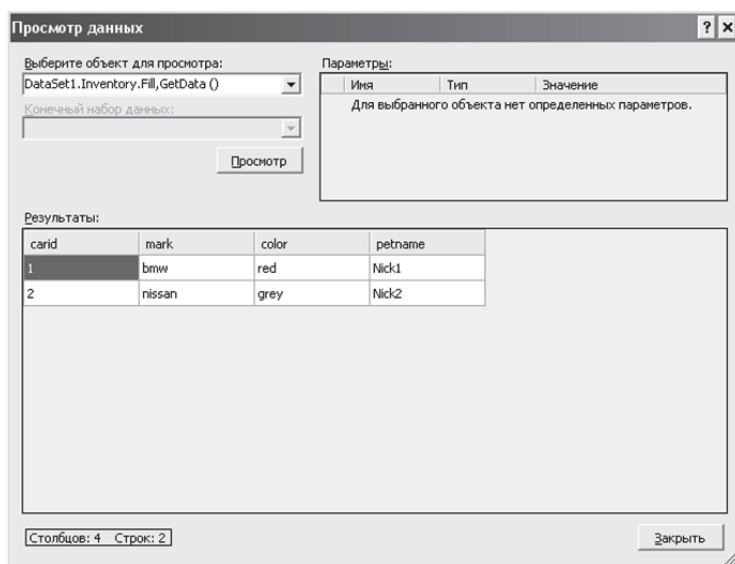 Просмотр данных
Выберите объект для просмотра:
DataSet1.Inventory.Fill,GetData ()
Конечный набор данных:
Просмотр
Параметры:
Имя Тип Значение
Для выбранного объекта нет определенных параметров.
Результаты:
carid mark color petname
1 bmw red Nick1
2 nissan grey Nick2
Столбцов: 4 Строк: 2
Закрыть